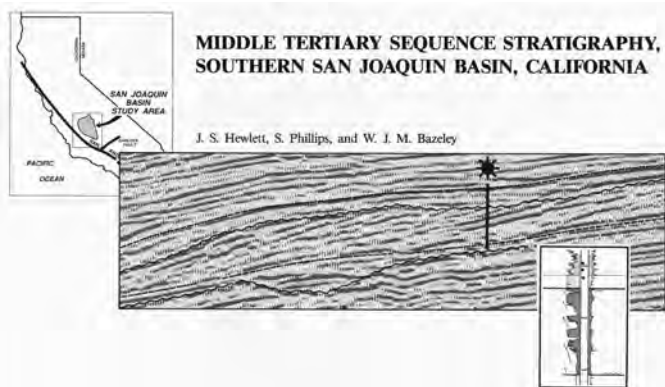 MIDDLE TERTIARY SEQUENCE STRATIGRAPHY,
SOUTHERN SAN JOAQUIN BASIN, CALIFORNIA
SAN JOAQUIN
BASIN
STUDY AREA
J. S. Hewlett, S. Phillips, and W. J. M. Bazeley
PACIFIC
OCEAN